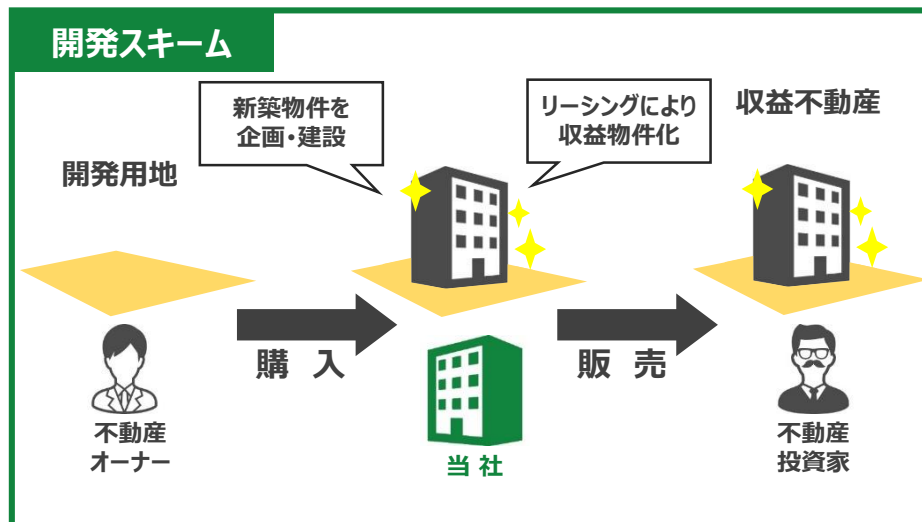 開発スキーム
新築物件を
企画・建設
リーシングにより
収益物件化
収益不動産
開発用地
購 入
販 売
不動産
オーナー
当 社
不動産
投資家